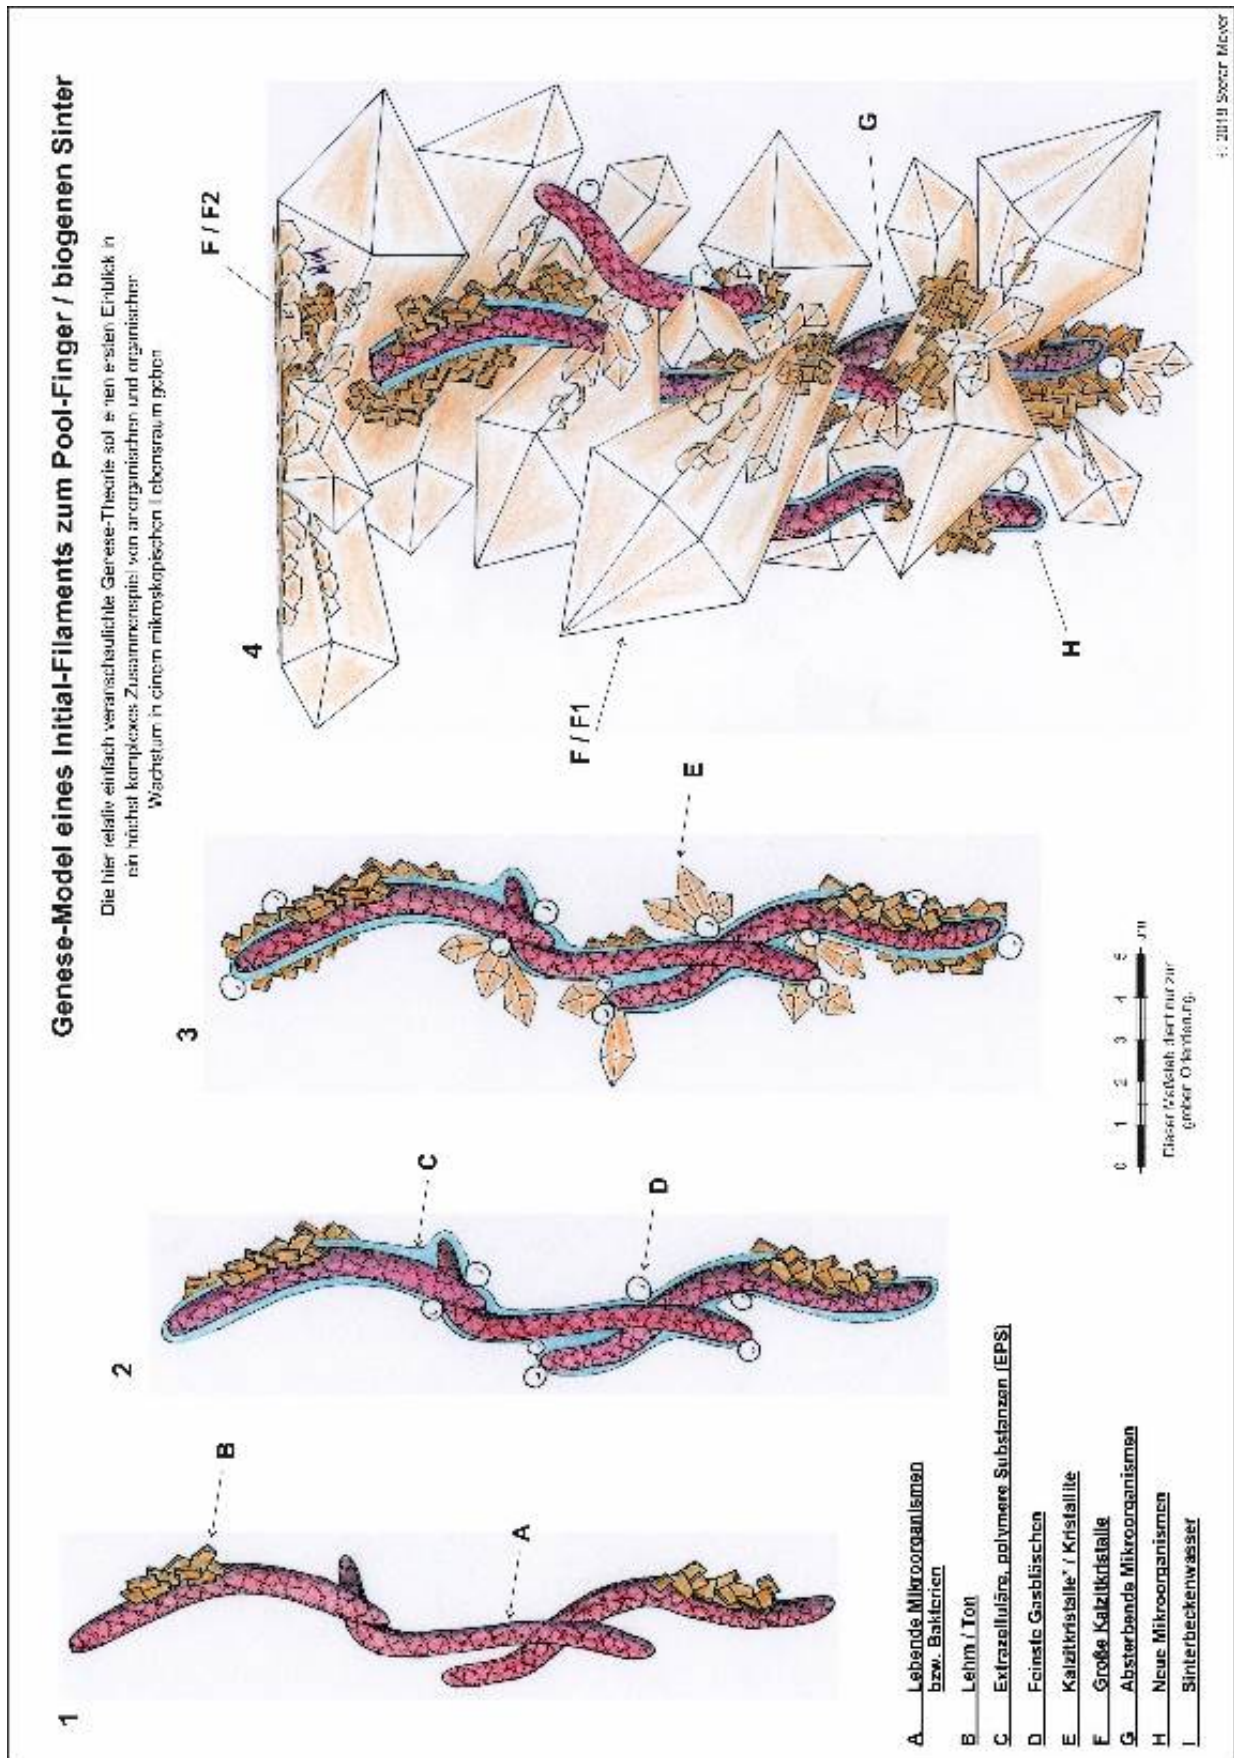 Genese-Model eines Initial-Filaments zum Pool-Finger / biogenen Sinter
Die hier relativ einfach veranschaulichte Genese-Theorie soll einen ersten Einblick in
ein höchst komplexes Zusammenspiel von anorganischen und organischen
Wachstum in einem mikroskopischen Lebensraum geben
1
B
A
2
C
D
3
E
4
F / F2
G
F / F1
H
A Lebende Mikroorganismen
bzw. Bakterien
B Lehm / Ton
C Extrazelluläre, polymere Substanzen (EPS)
D Feinste Gasbläschen
E Kalzitkristalle / Kristallite
F Große Kalzitkristalle
G Absterbende Mikroorganismen
H Neue Mikroorganismen
I Sinterbeckenwasser
0 1 2 3 4 5
Dieser Maßstab dient nur zur
groben Orientierung.
2019